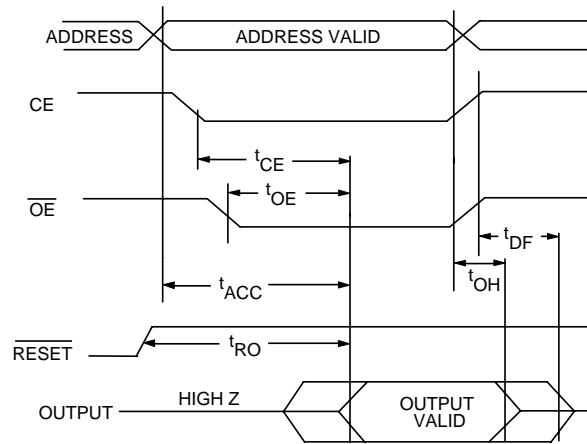 ADDRESS ADDRESS VALID
CE
tCE
tOE
OE
tDF
tOH
tACC
RESET
tRO
OUTPUT HIGH Z OUTPUT
VALID